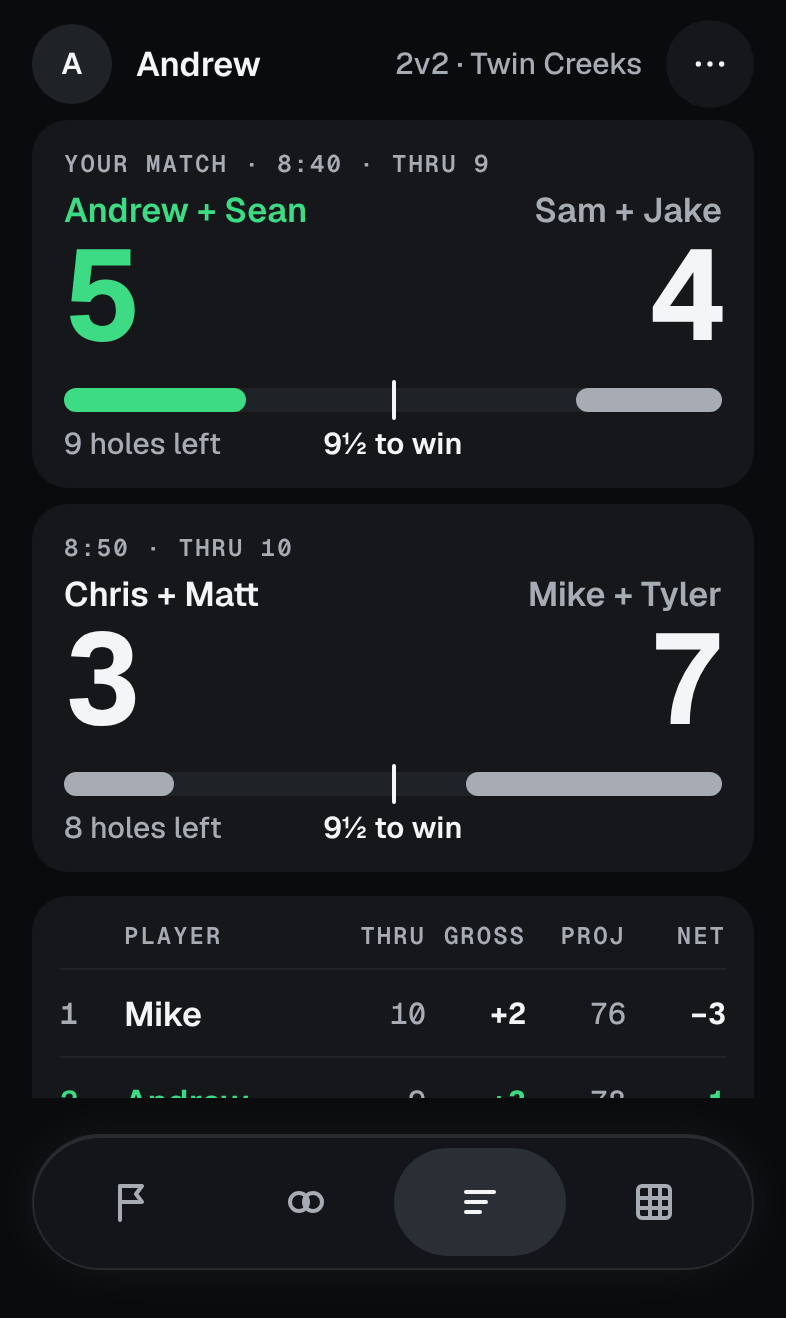 A Andrew 2v2 · Twin Creeks
YOUR MATCH · 8:40 · THRU 9
Andrew + Sean Sam + Jake
5 4
9 holes left 9½ to win
8:50 · THRU 10
Chris + Matt Mike + Tyler
3 7
8 holes left 9½ to win
PLAYER THRU GROSS PROJ NET
1 Mike 10 +2 76 −3
Andrew